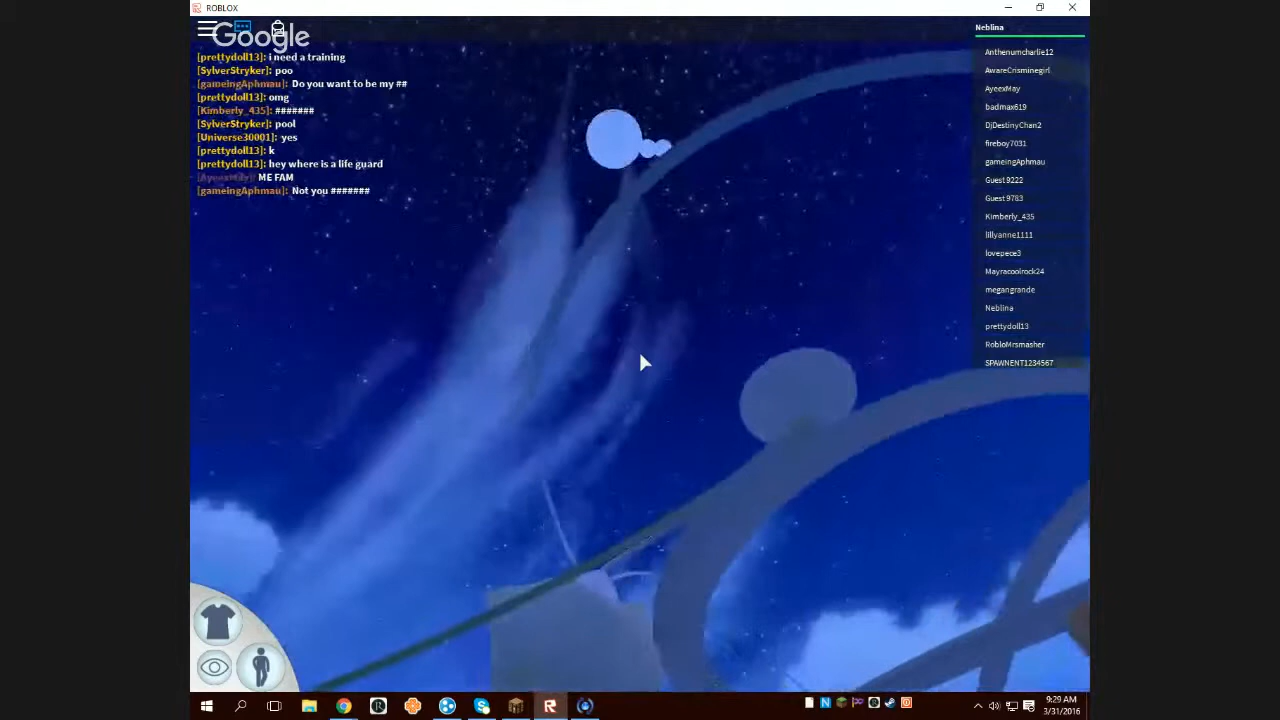 ROBLOX
Google
Neblina
[prettydoll13]: i need a training
[SylverStryker]: poo
[gameingAphmau]: Do you want to be my ##
[prettydoll13]: omg
[Kimberly_435]: #######
[SylverStryker]: pool
[Universe30001]: yes
[prettydoll13]: k
[prettydoll13]: hey where is a life guard
ME FAM
[gameingAphmau]: Not you #######
Anthenumcharlie12
AwareCrisminegirl
AyeexMay
badmax619
DjDestinyChan2
fireboy7031
gameingAphmau
Guest 9222
Guest 9783
Kimberly_435
lillyanne1111
lovepece3
Mayracoolrock24
megangrande
Neblina
prettydoll13
RobloMrsmasher
SPAWNENT1234567
9:29 AM
3/31/2016